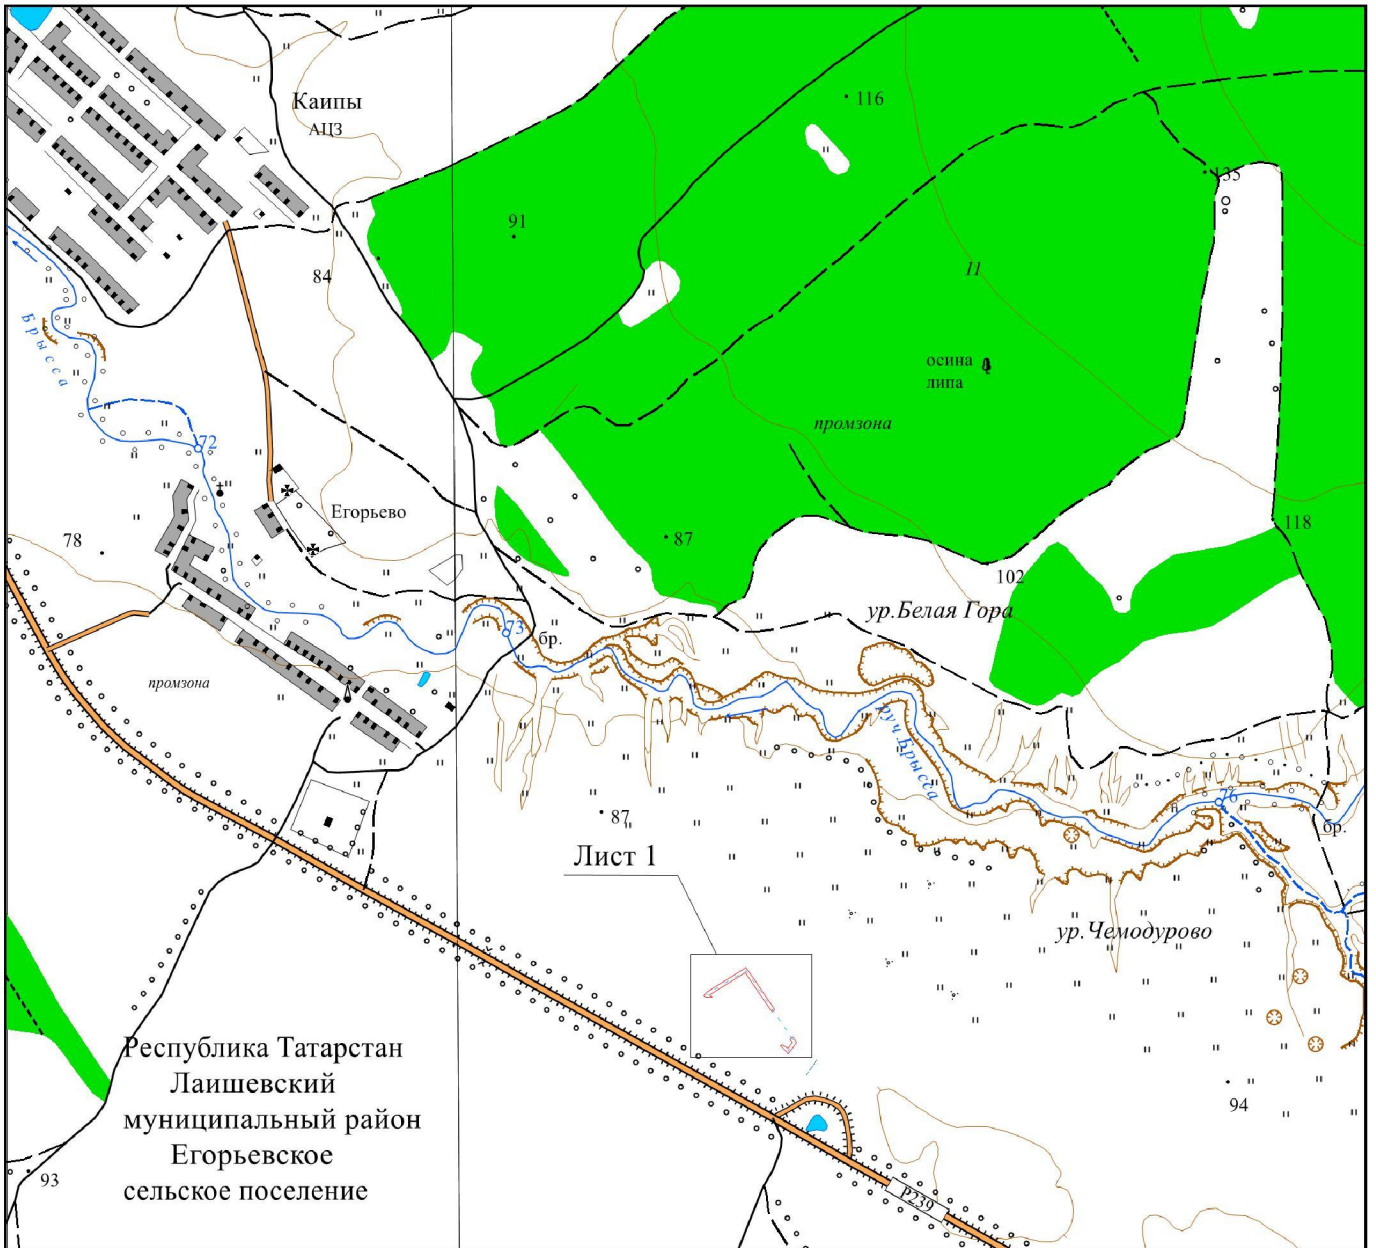 Каипы
АЦЗ
116
135
91
11
84
Брысса
осина
липа
промзона
72
Егорьево
118
78
87
102
ур.Белая Гора
73
бр.
промзона
руч.Брысса
76
87
бр.
Лист 1
ур.Чемодурово
Республика Татарстан
Лаишевский
муниципальный район
Егорьевское
сельское поселение
94
93
Р239